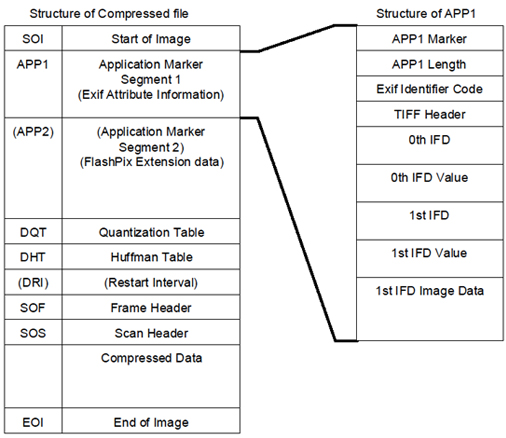 Structure of Compressed file
SOI Start of Image
APP1 Application Marker
Segment 1
(Exif Attribute Information)
(APP2) (Application Marker
Segment 2)
(FlashPix Extension data)
DQT Quantization Table
DHT Huffman Table
(DRI) (Restart Interval)
SOF Frame Header
SOS Scan Header
Compressed Data
EOI End of Image
Structure of APP1
APP1 Marker
APP1 Length
Exif Identifier Code
TIFF Header
0th IFD
0th IFD Value
1st IFD
1st IFD Value
1st IFD Image Data